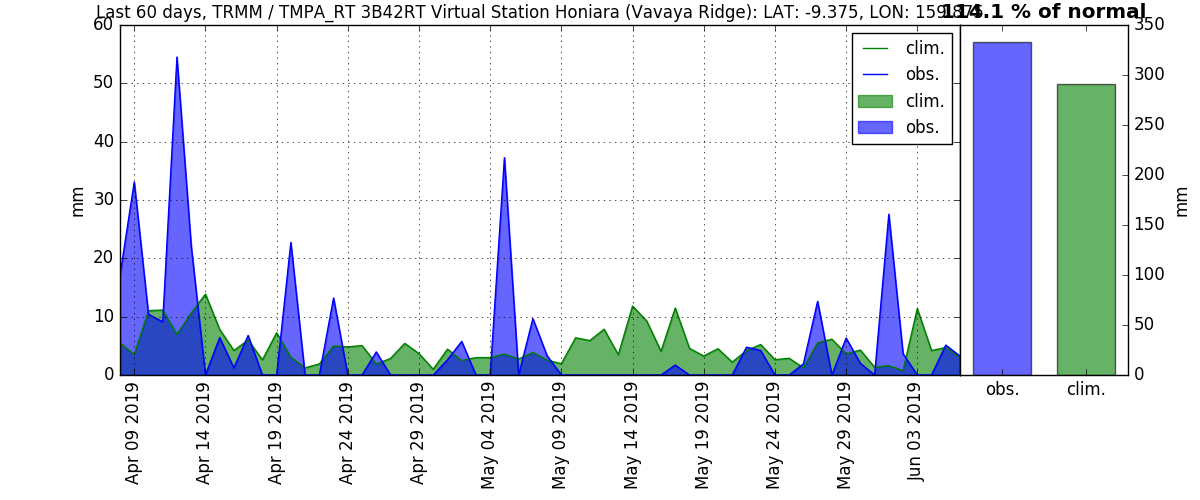 Last 60 days, TRMM / TMPA_RT 3B42RT Virtual Station Honiara (Vavaya Ridge): LAT: -9.375, LON: 159.875
114.1 % of normal
60
50
40
30
20
10
0
mm
clim.
obs.
clim.
obs.
350
300
250
200
150
100
50
0
mm
obs.
clim.
Apr 09 2019
Apr 14 2019
Apr 19 2019
Apr 24 2019
Apr 29 2019
May 04 2019
May 09 2019
May 14 2019
May 19 2019
May 24 2019
May 29 2019
Jun 03 2019